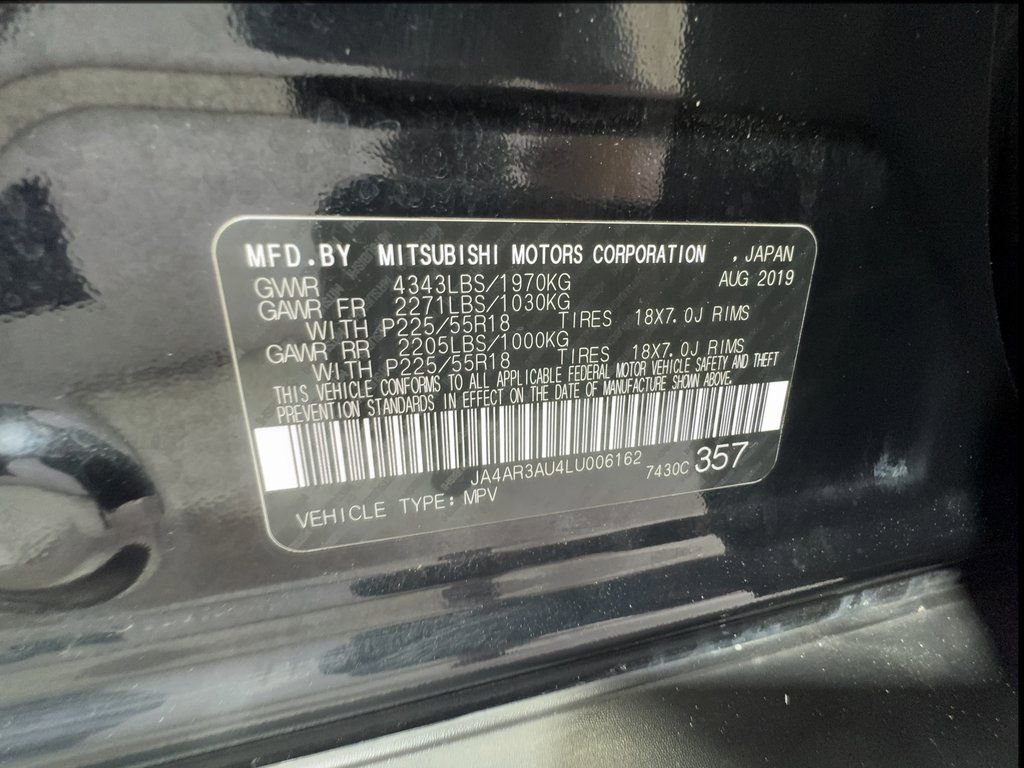 MFD.BY MITSUBISHI MOTORS CORPORATION , JAPAN
GVWR 4343LBS/1970KG AUG 2019
GAWR FR 2271LBS/1030KG
WITH P225/55R18 TIRES 18X7.0J RIMS
GAWR RR 2205LBS/1000KG
WITH P225/55R18 TIRES 18X7.0J RIMS
THIS VEHICLE CONFORMS TO ALL APPLICABLE FEDERAL MOTOR VEHICLE SAFETY AND THEFT
PREVENTION STANDARDS IN EFFECT ON THE DATE OF MANUFACTURE SHOWN ABOVE.
JA4AR3AU4LU006162 7430C 357
VEHICLE TYPE: MPV